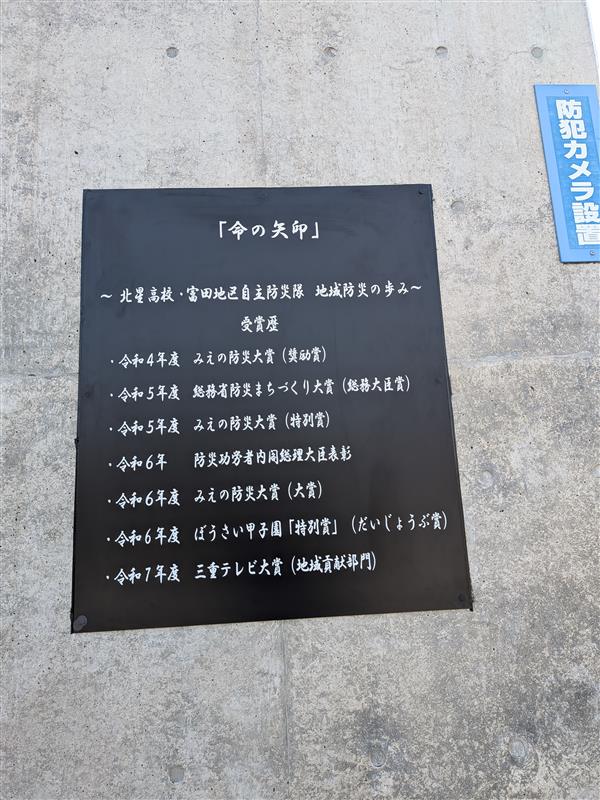 「命の矢印」
～ 北星高校・富田地区自主防災隊 地域防災の歩み～
受賞歴
・令和4年度 みえの防災大賞(奨励賞)
・令和5年度 総務省防災まちづくり大賞(総務大臣賞)
・令和5年度 みえの防災大賞(特別賞)
・令和6年 防災功労者内閣総理大臣表彰
・令和6年度 みえの防災大賞(大賞)
・令和6年度 ぼうさい甲子園「特別賞」(だいじょうぶ賞)
・令和7年度 三重テレビ大賞(地域貢献部門)
防犯カメラ設置